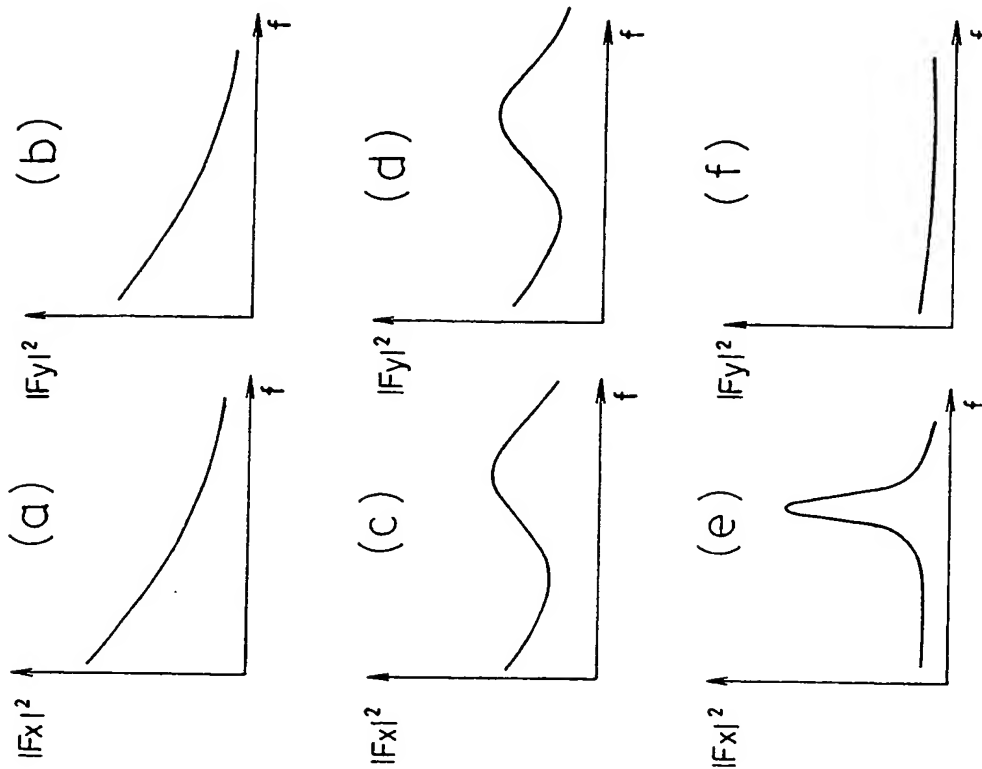 (a)
|Fx|²
f
(b)
|Fy|²
f
(c)
|Fx|²
f
(d)
|Fy|²
f
(e)
|Fx|²
f
(f)
|Fy|²
f